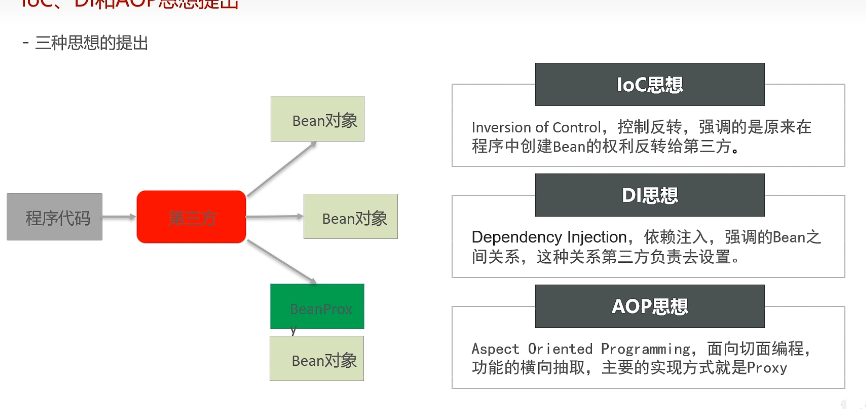 IoC、DI和AOP思想提出
- 三种思想的提出
Bean对象
程序代码
第三方
Bean对象
BeanProx
y
Bean对象
IoC思想
Inversion of Control，控制反转，强调的是原来在
程序中创建Bean的权利反转给第三方。
DI思想
Dependency Injection，依赖注入，强调的Bean之
间关系，这种关系第三方负责去设置。
AOP思想
Aspect Oriented Programming，面向切面编程，
功能的横向抽取，主要的实现方式就是Proxy